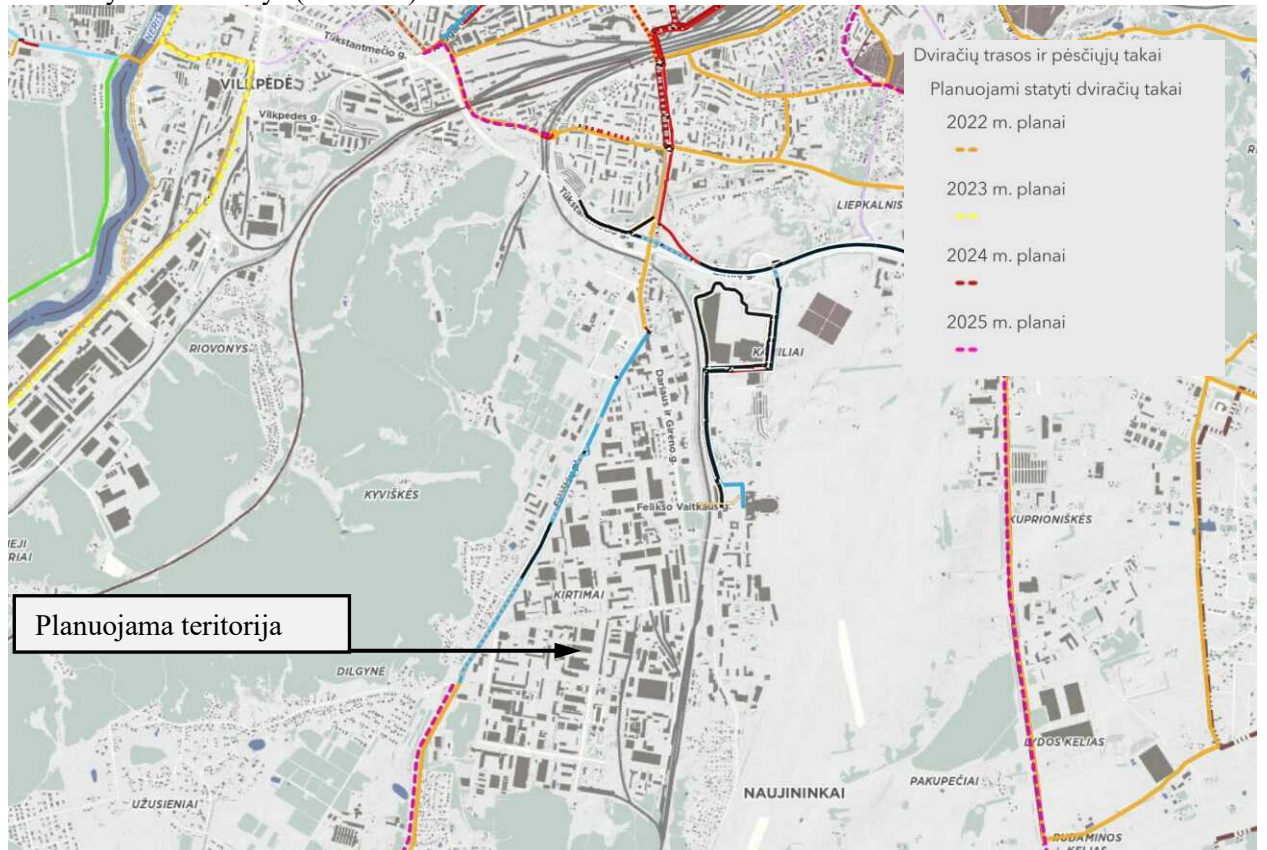 NERIS
Tūkstantmečio g.
VILKPĖDĖ
Vilkpėdės g.
Dviračių trasos ir pėsčiųjų takai
Planuojami statyti dviračių takai
2022 m. planai
2023 m. planai
2024 m. planai
2025 m. planai
LIEPKALNIS
RIOVONYS
Dariaus ir Girėno g.
KYVIŠKĖS
Felikso Vaitkaus g.
KUPRIONIŠKĖS
KIRTIMAI
Planuojama teritorija
DILGYNĖ
LYDOS KELIAS
UŽUSIENIAI
NAUJININKAI
PAKUPEČIAI
RUDAMINOS
KELIAS